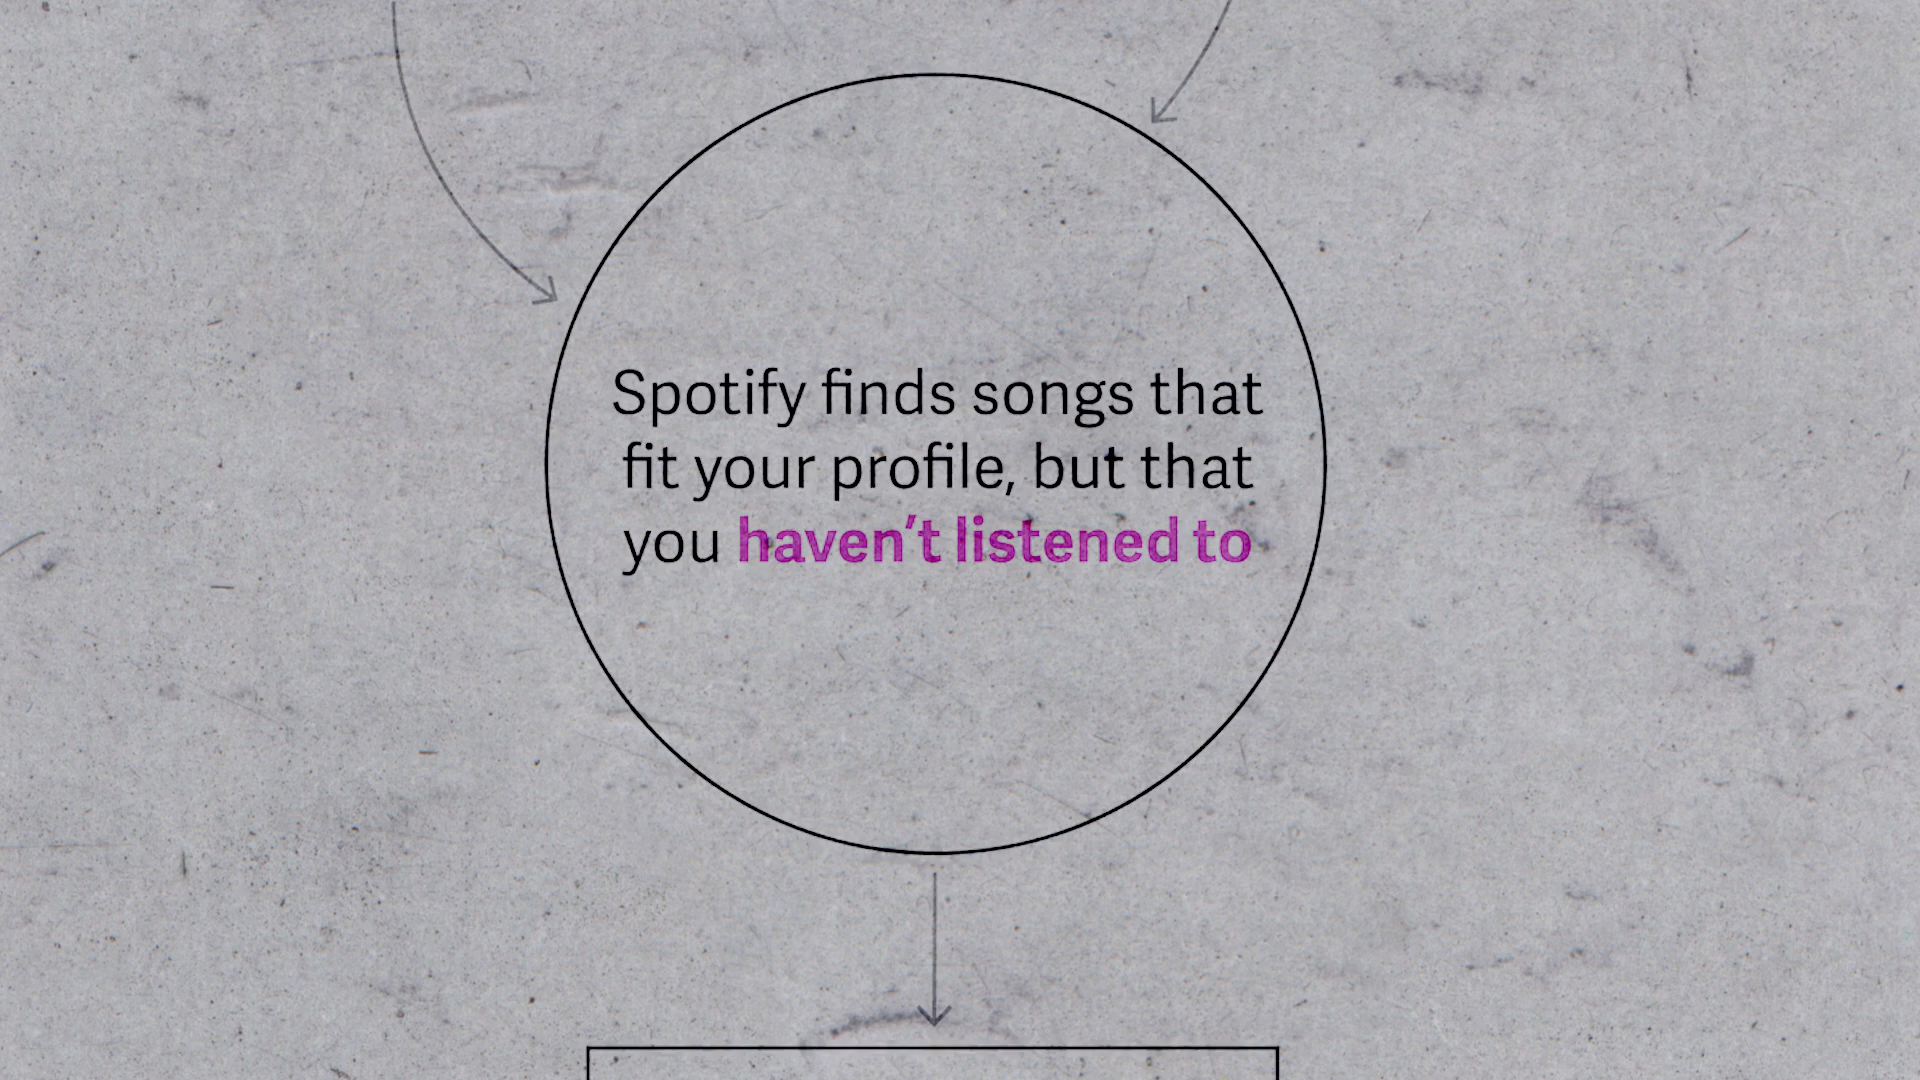 Spotify finds songs that
fit your profile, but that
you haven’t listened to